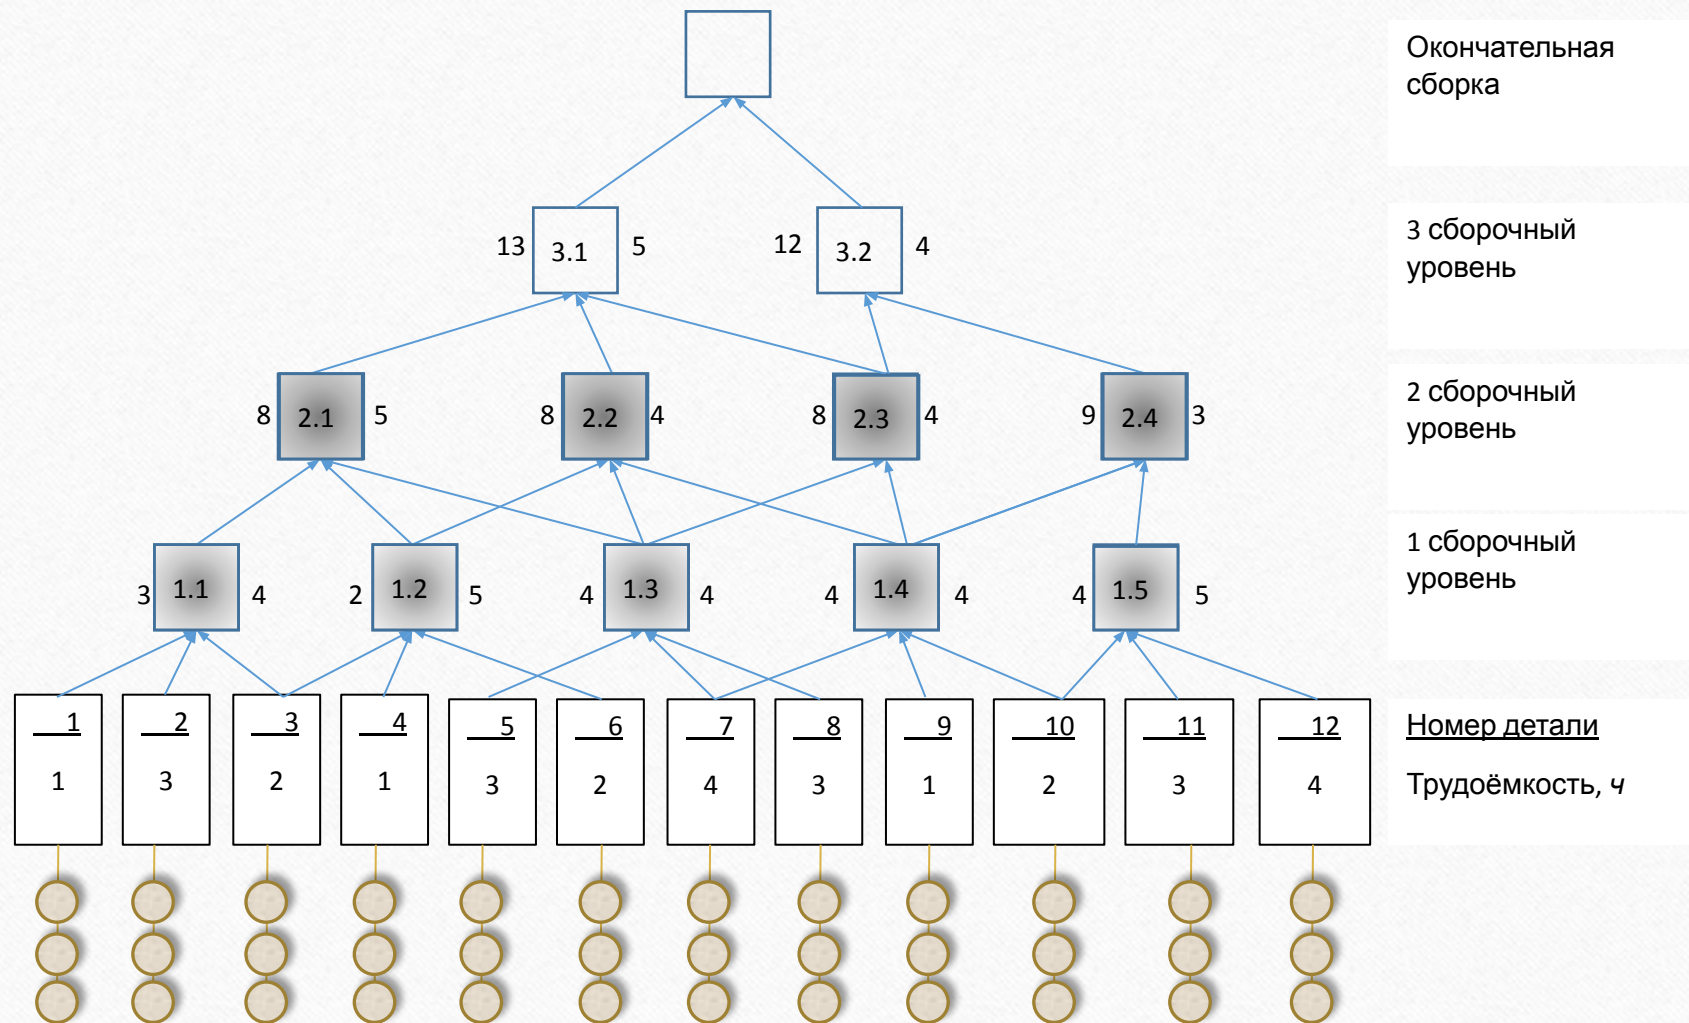 Окончательная
сборка
13 3.1 5 12 3.2 4
3 сборочный
уровень
8 2.1 5 8 2.2 4 8 2.3 4 9 2.4 3
2 сборочный
уровень
3 1.1 4 2 1.2 5 4 1.3 4 4 1.4 4 4 1.5 5
1 сборочный
уровень
1 2 3 4 5 6 7 8 9 10 11 12
Номер детали
1 3 2 1 3 2 4 3 1 2 3 4
Трудоёмкость, ч